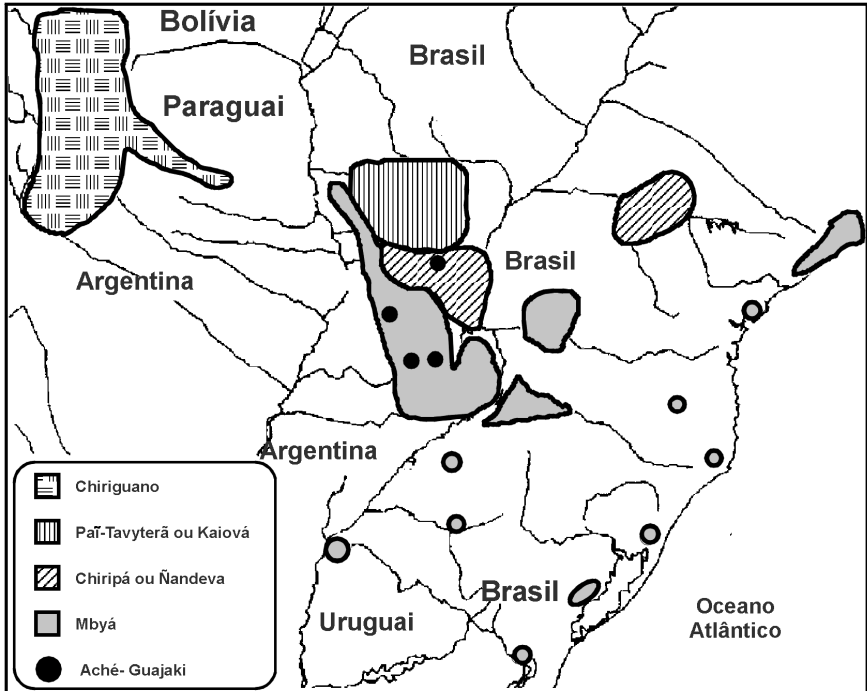 Bolívia
Brasil
Paraguai
Argentina
Brasil
Argentina
Chiriguano
Paĩ-Tavyterã ou Kaiová
Chiripá ou Ñandeva
Mbyá
Aché- Guajaki
Brasil
Uruguai
Oceano
Atlântico